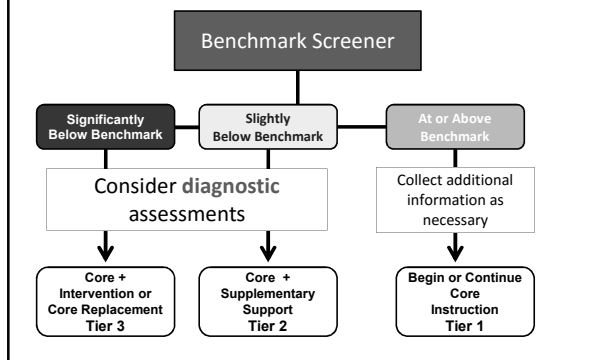 Benchmark Screener
Significantly
Below Benchmark
Slightly
Below Benchmark
At or Above
Benchmark
Consider diagnostic
assessments
Collect additional
information as
necessary
Core +
Intervention or
Core Replacement
Tier 3
Core +
Supplementary
Support
Tier 2
Begin or Continue
Core
Instruction
Tier 1